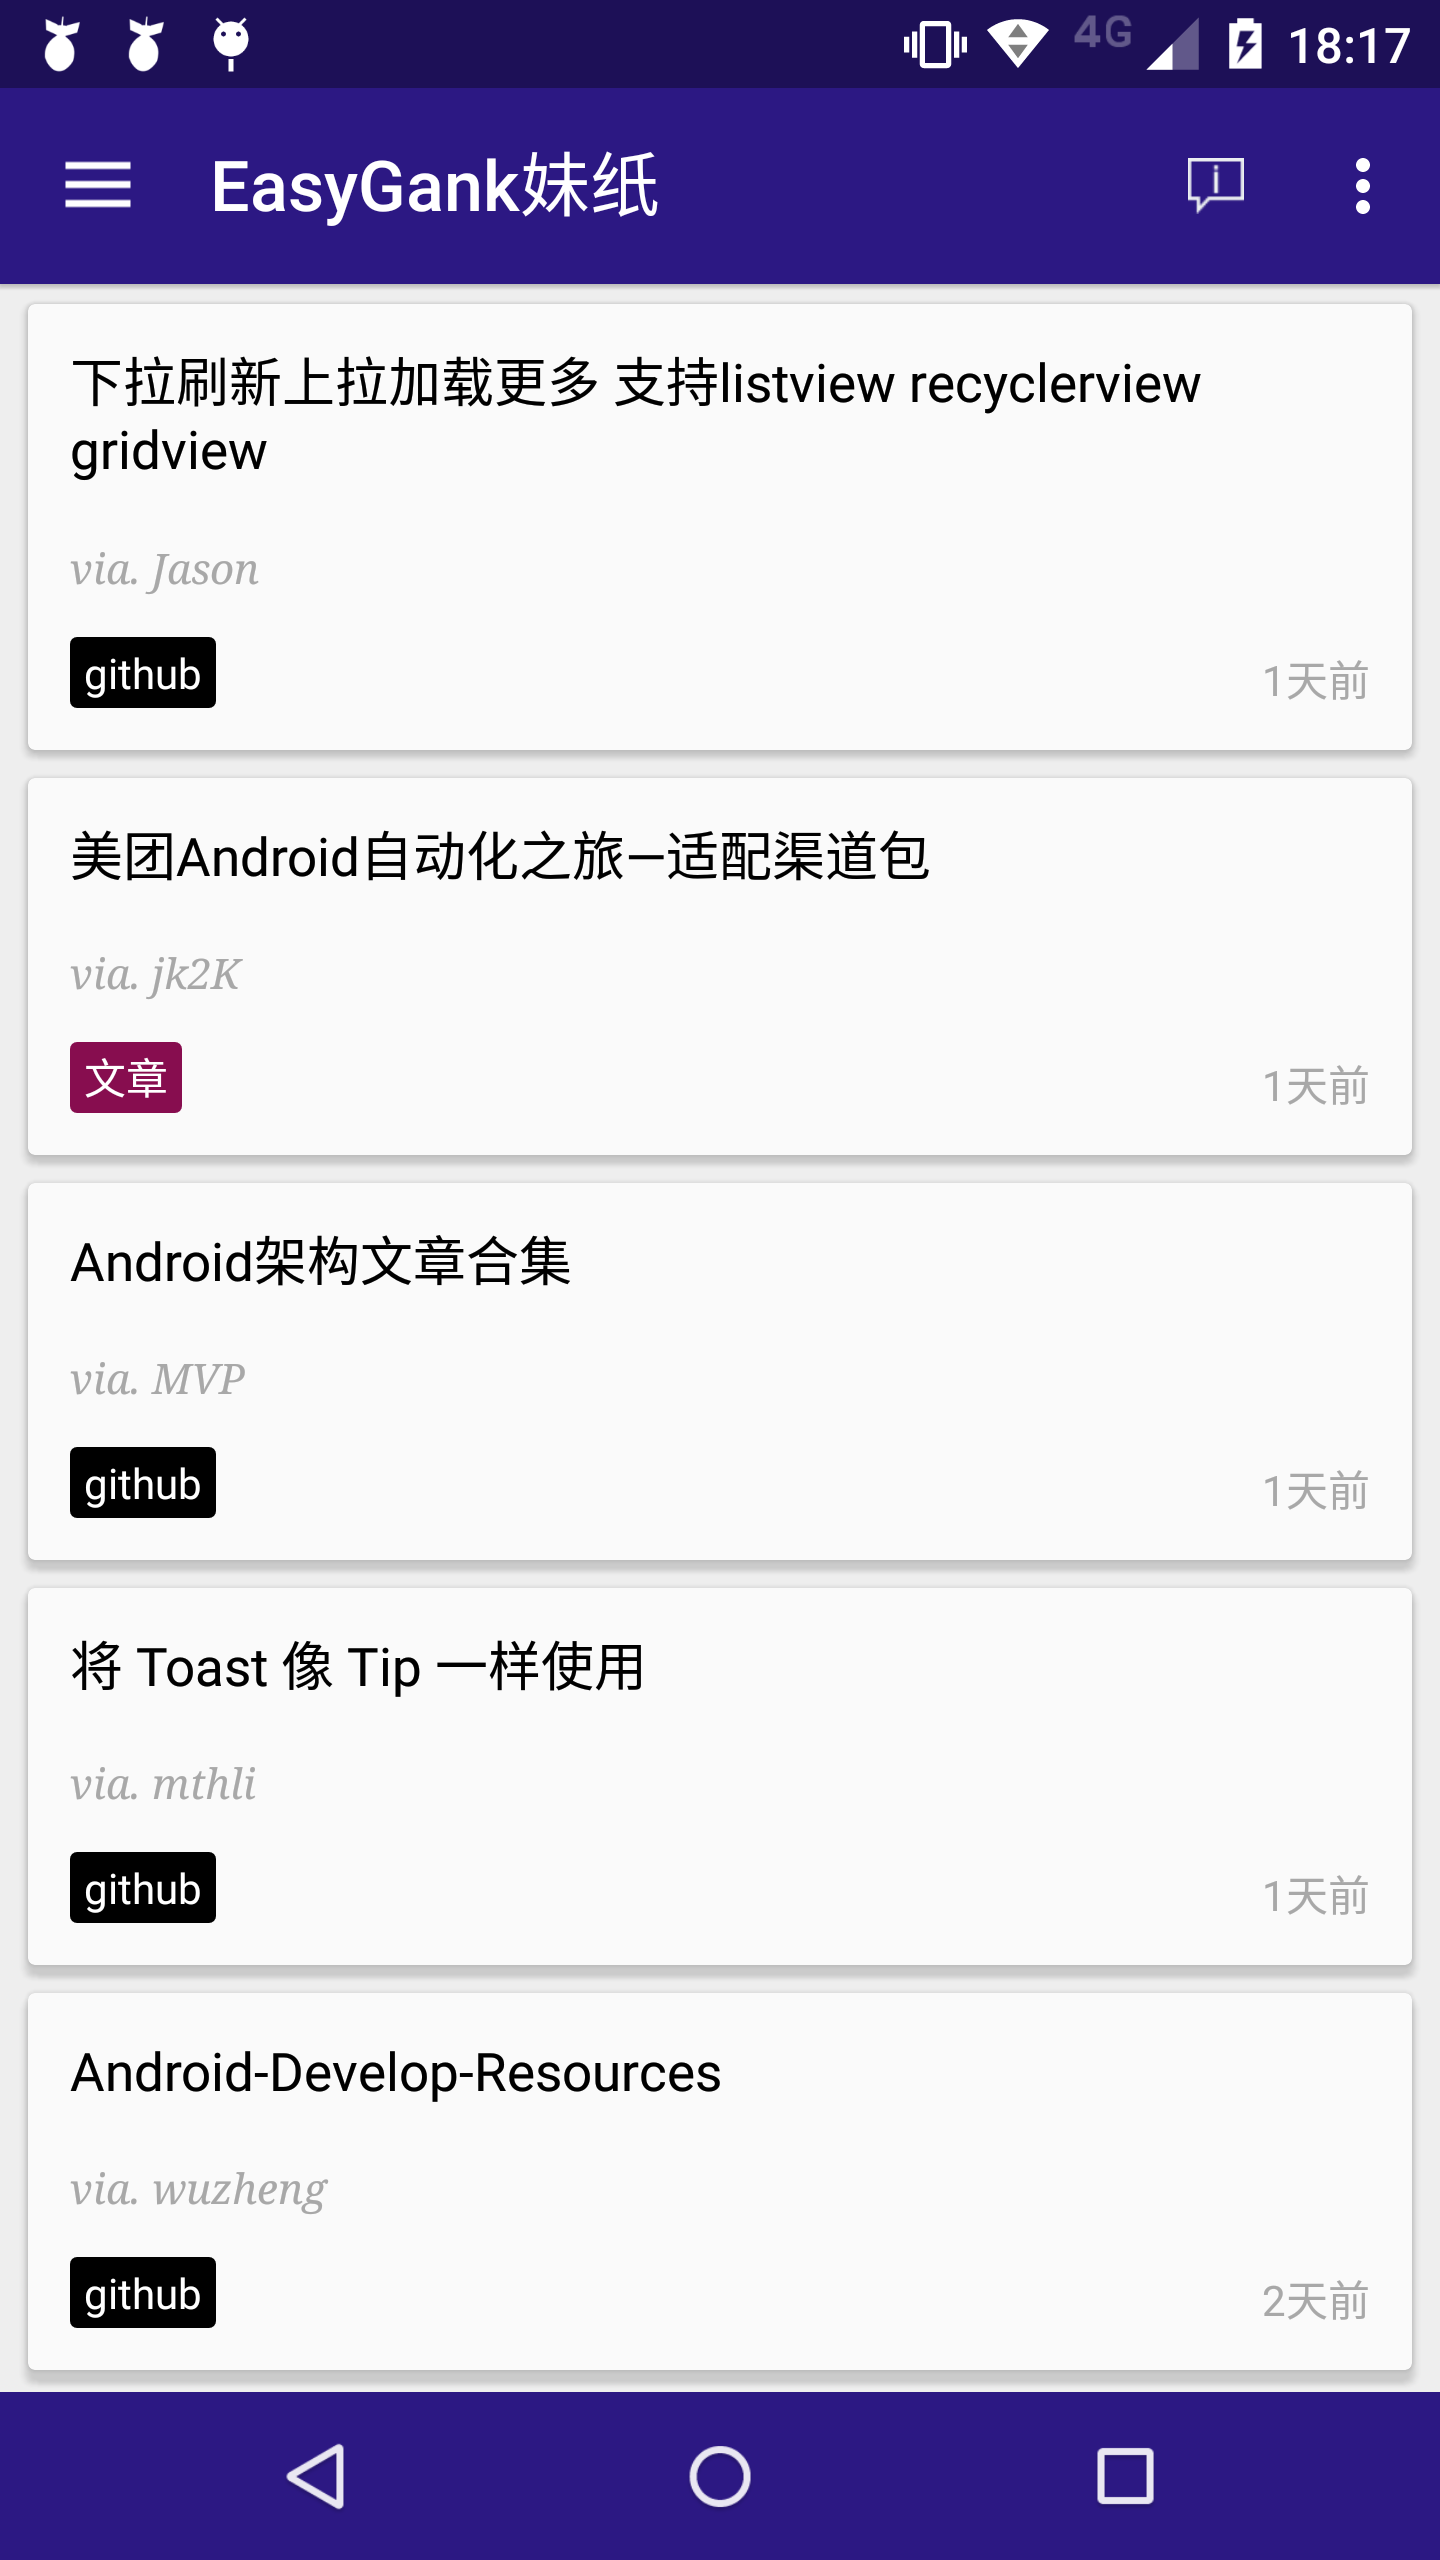 4G 18:17
EasyGank妹纸
下拉刷新上拉加载更多 支持listview recyclerview
gridview
via. Jason
github
1天前
美团Android自动化之旅—适配渠道包
via. jk2K
文章
1天前
Android架构文章合集
via. MVP
github
1天前
将 Toast 像 Tip 一样使用
via. mthli
github
1天前
Android-Develop-Resources
via. wuzheng
github
2天前